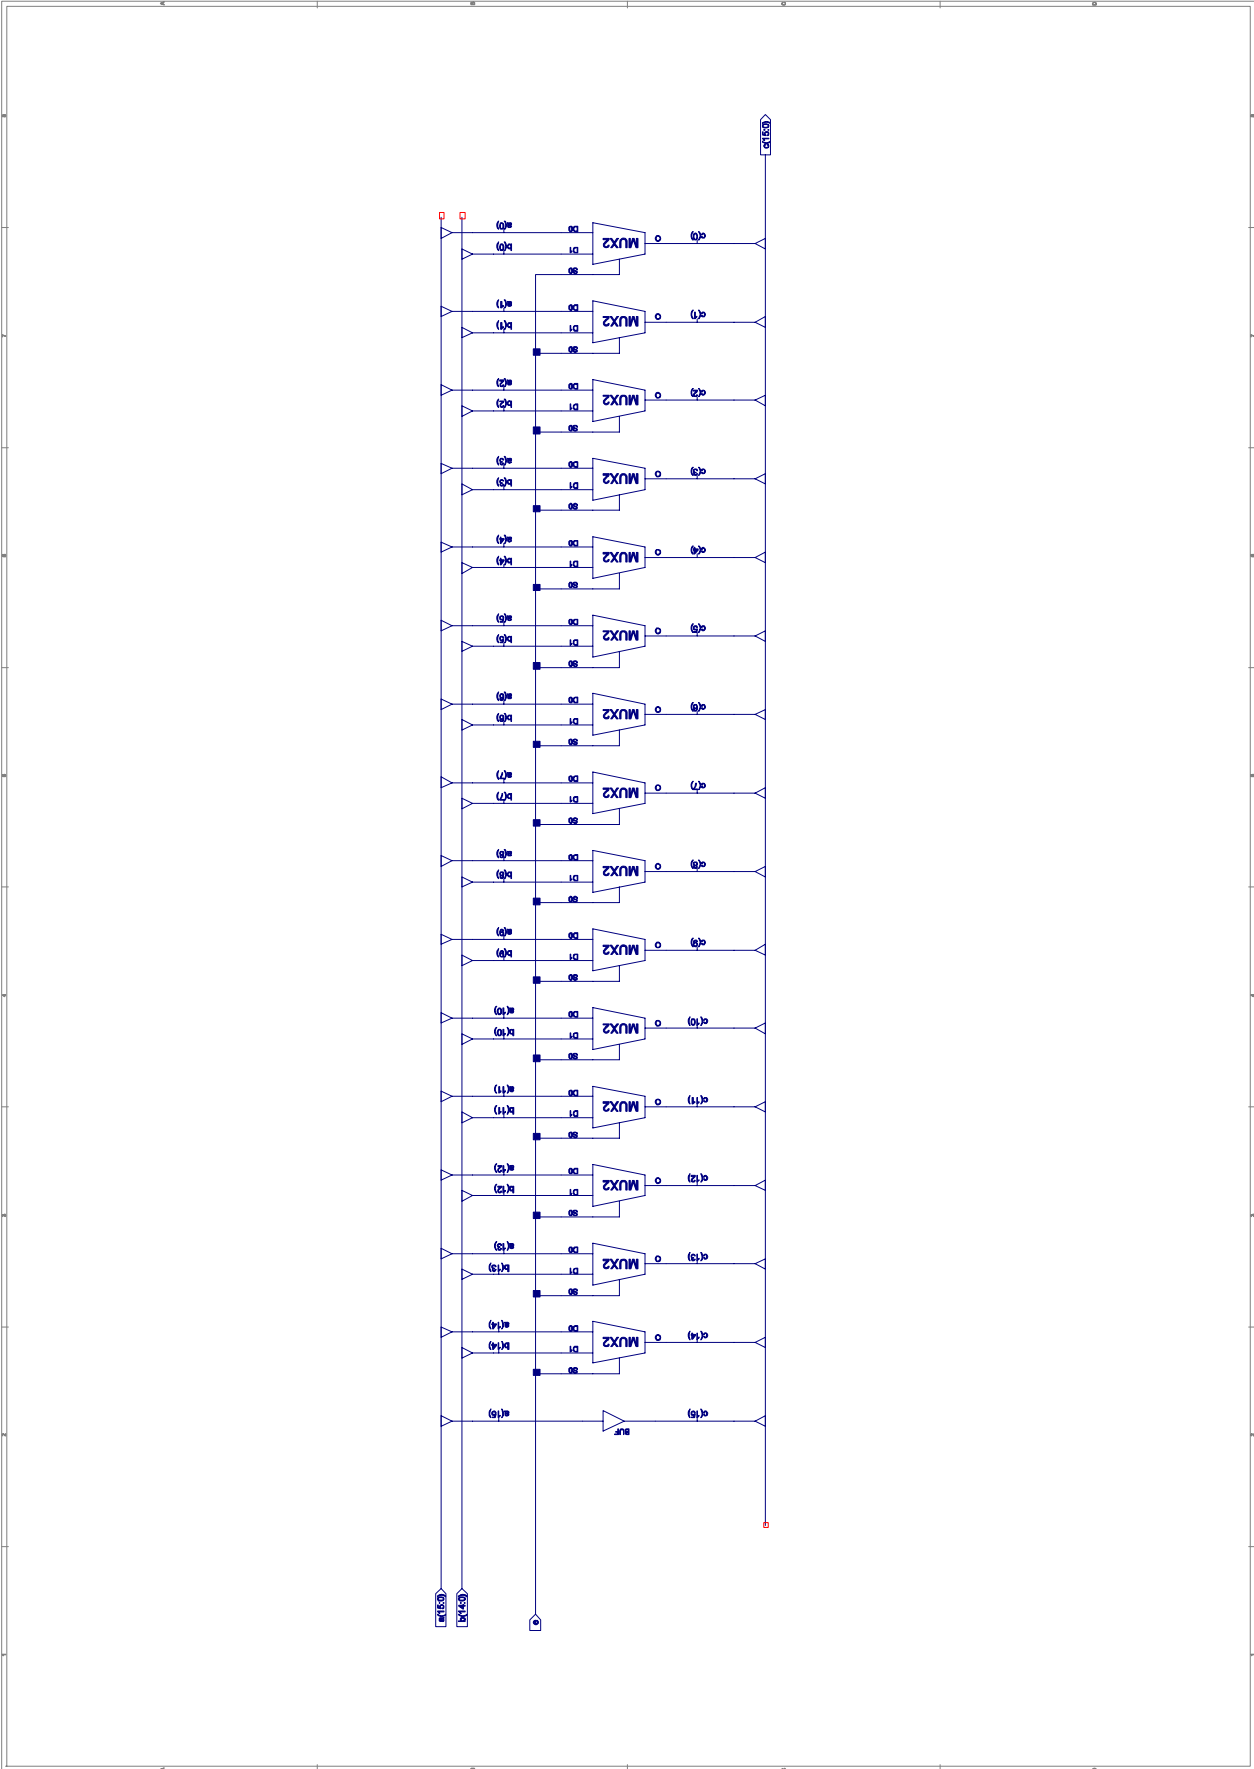 c(15:0)
a(0) D0
MUX2 O c(0)
b(0) D1
S0
a(1) D0
MUX2 O c(1)
b(1) D1
S0
a(2) D0
MUX2 O c(2)
b(2) D1
S0
a(3) D0
MUX2 O c(3)
b(3) D1
S0
a(4) D0
MUX2 O c(4)
b(4) D1
S0
a(5) D0
MUX2 O c(5)
b(5) D1
S0
a(6) D0
MUX2 O c(6)
b(6) D1
S0
a(7) D0
MUX2 O c(7)
b(7) D1
S0
a(8) D0
MUX2 O c(8)
b(8) D1
S0
a(9) D0
MUX2 O c(9)
b(9) D1
S0
a(10) D0
MUX2 O c(10)
b(10) D1
S0
a(11) D0
MUX2 O c(11)
b(11) D1
S0
a(12) D0
MUX2 O c(12)
b(12) D1
S0
a(13) D0
MUX2 O c(13)
b(13) D1
S0
a(14) D0
MUX2 O c(14)
b(14) D1
S0
a(15) c(15)
BUF
a(15:0)
b(14:0)